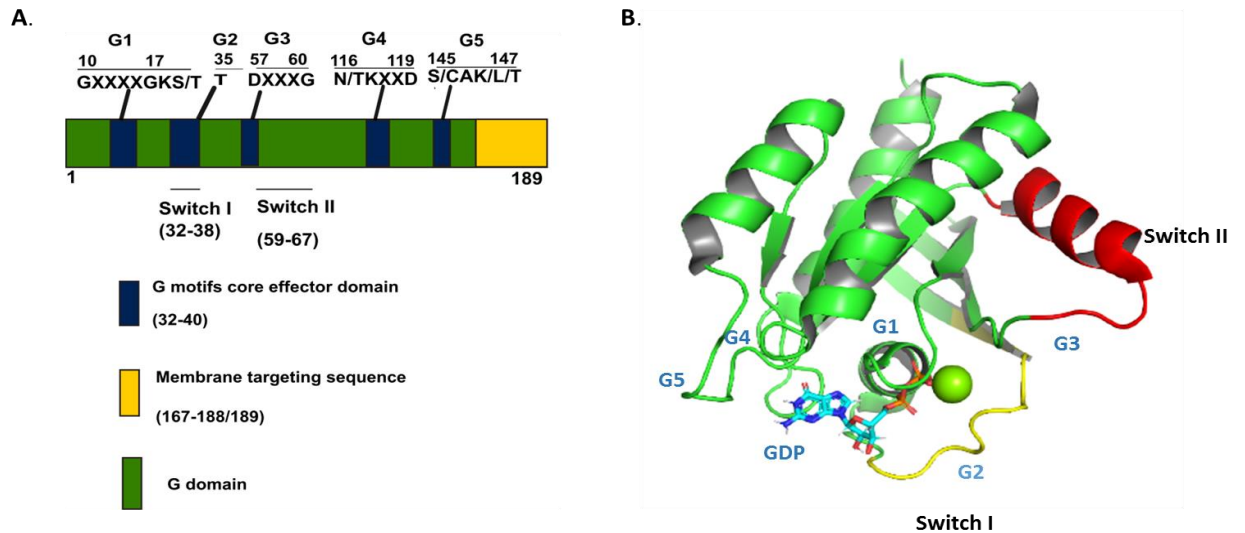 A.
G1 G2 G3 G4 G5
10 17 35 57 60 116 119 145 147
GXXXXGKS/T T DXXXG N/TKXXD S/CAK/L/T
1 189
Switch I Switch II
(32-38) (59-67)
G motifs core effector domain
(32-40)
Membrane targeting sequence
(167-188/189)
G domain
B.
Switch II
G4 G1 G3
G5
GDP
G2
Switch I